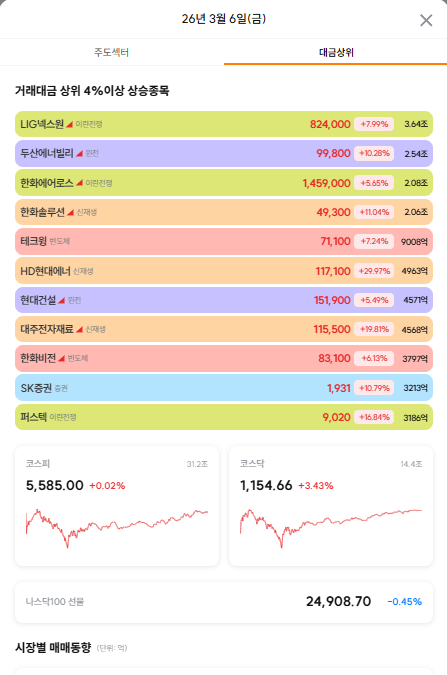 26년 3월 6일(금)
주도섹터 대금상위
거래대금 상위 4%이상 상승종목
LIG넥스원 이란전쟁 824,000 +7.99% 3.64조
두산에너빌리 원전 99,800 +10.28% 2.54조
한화에어로스 이란전쟁 1,459,000 +5.65% 2.08조
한화솔루션 신재생 49,300 +11.04% 2.06조
테크윙 반도체 71,100 +7.24% 9008억
HD현대에너 신재생 117,100 +29.97% 4963억
현대건설 원전 151,900 +5.49% 4571억
대주전자재료 신재생 115,500 +19.81% 4568억
한화비전 반도체 83,100 +6.13% 3797억
SK증권 증권 1,931 +10.79% 3213억
퍼스텍 이란전쟁 9,020 +16.84% 3186억
코스피 31.2조
5,585.00 +0.02%
코스닥 14.4조
1,154.66 +3.43%
나스닥100 선물 24,908.70 -0.45%
시장별 매매동향 (단위: 억)